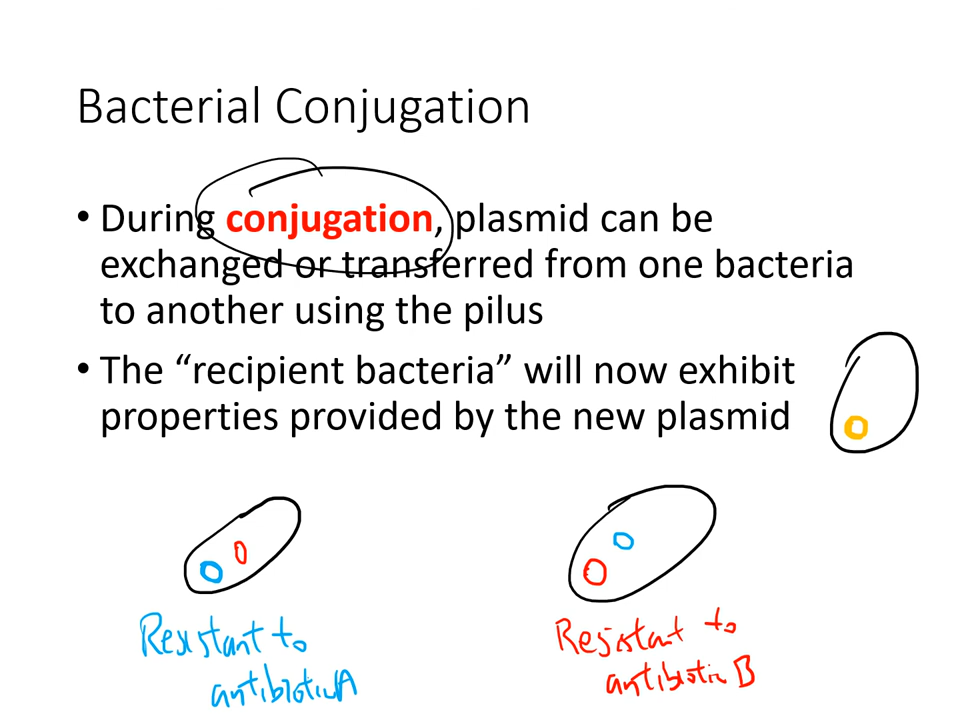 Bacterial Conjugation
• During conjugation, plasmid can be
exchanged or transferred from one bacteria
to another using the pilus
• The “recipient bacteria” will now exhibit
properties provided by the new plasmid
Resistant to
antibiotic A
Resistant to
antibiotic B